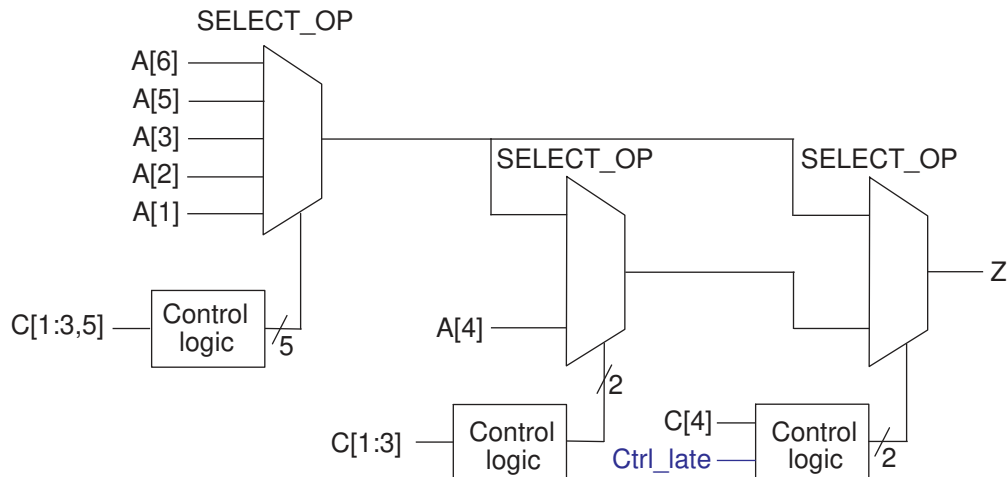 SELECT_OP
A[6]
A[5]
A[3]
A[2]
A[1]
C[1:3,5]
Control
logic
5
SELECT_OP
A[4]
2
C[1:3]
Control
logic
SELECT_OP
Z
C[4]
Ctrl_late
Control
logic
2